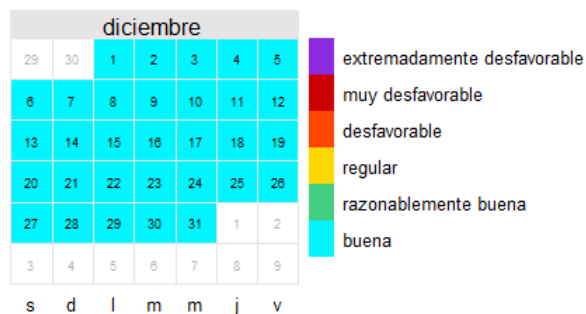 diciembre
29 30 1 2 3 4 5
6 7 8 9 10 11 12
13 14 15 16 17 18 19
20 21 22 23 24 25 26
27 28 29 30 31 1 2
3 4 5 6 7 8 9
s d l m m j v
extremadamente desfavorable
muy desfavorable
desfavorable
regular
razonablemente buena
buena